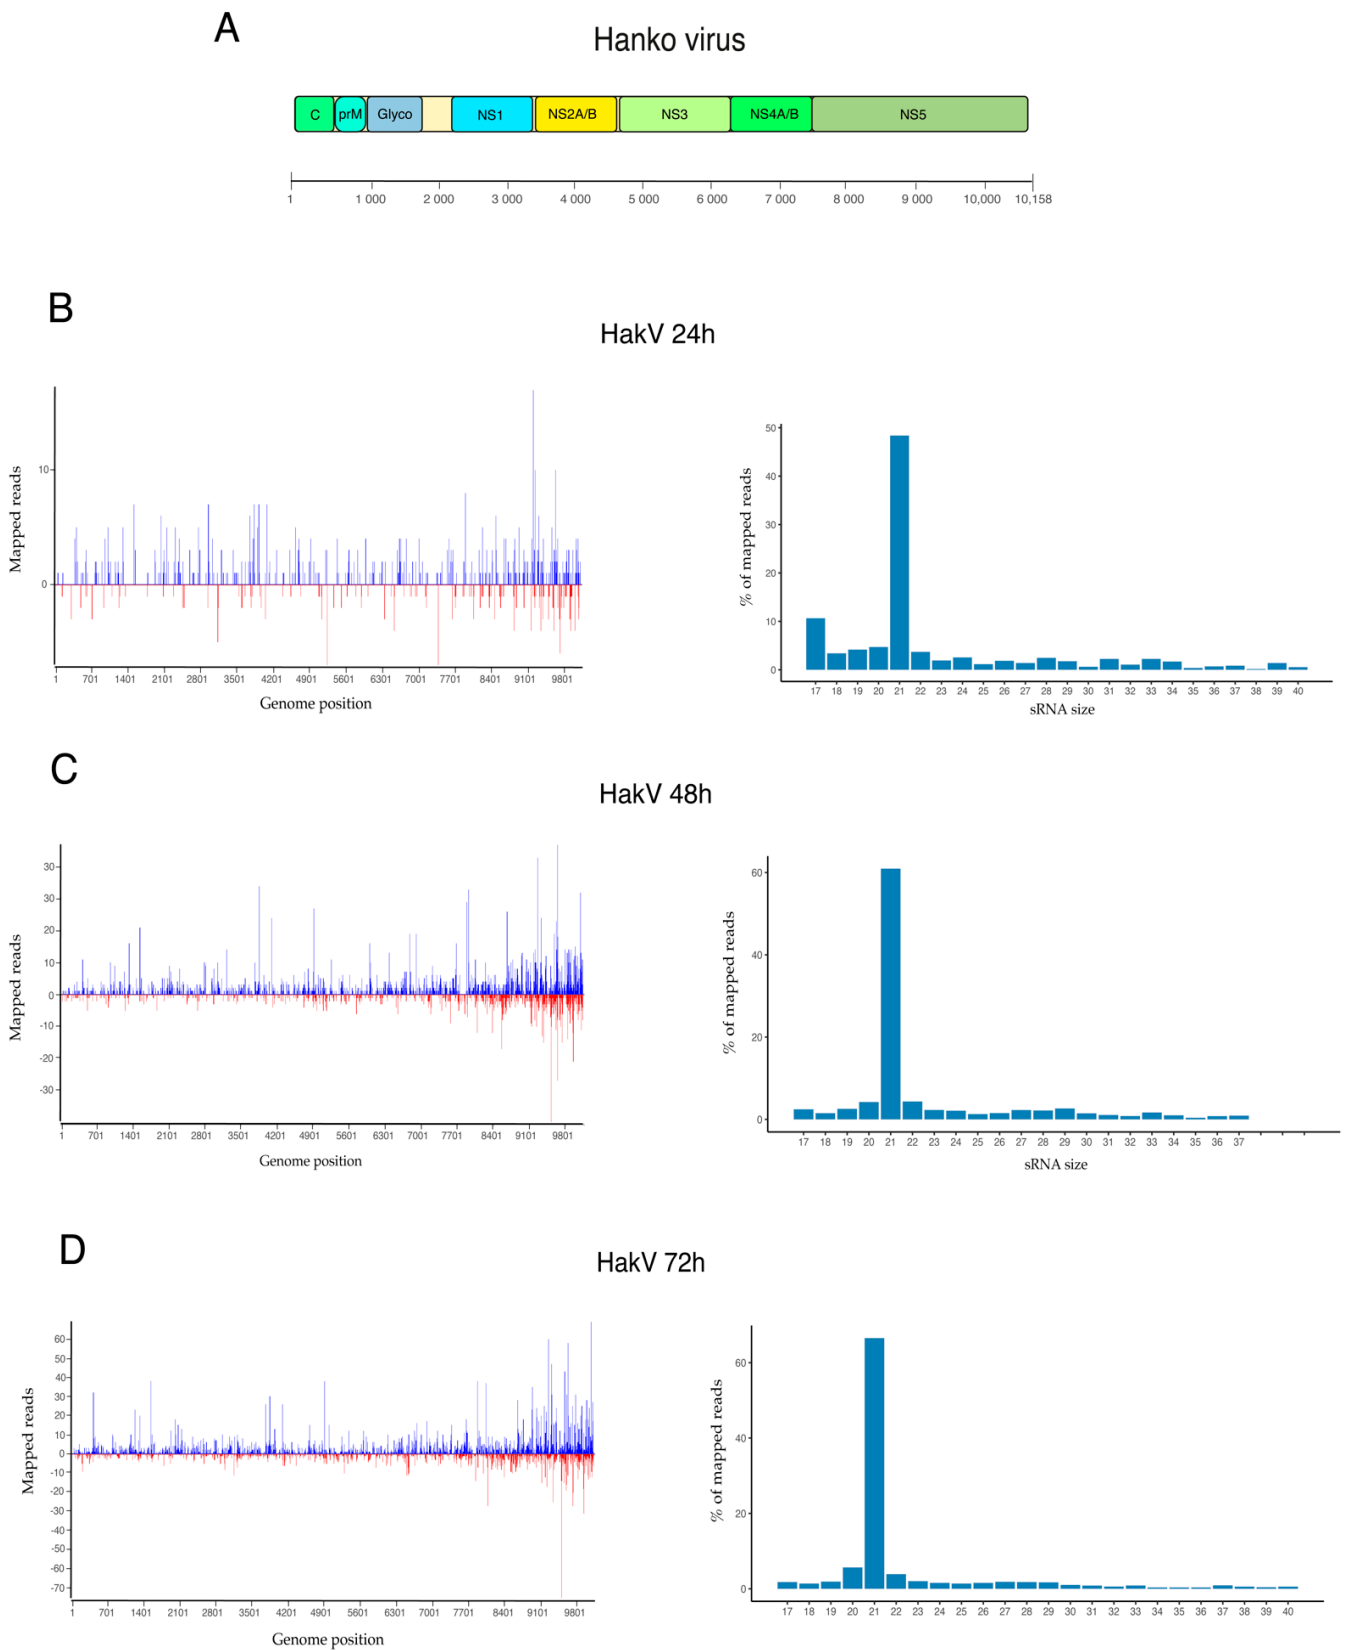 A
Hanko virus
C prM Glyco NS1 NS2A/B NS3 NS4A/B NS5
1 1 000 2 000 3 000 4 000 5 000 6 000 7 000 8 000 9 000 10,000 10,158
B
HakV 24h
Mapped reads
10
0
1 701 1401 2101 2801 3501 4201 4901 5601 6301 7001 7701 8401 9101 9801
Genome position
% of mapped reads
50
40
30
20
10
0
17 18 19 20 21 22 23 24 25 26 27 28 29 30 31 32 33 34 35 36 37 38 39 40
sRNA size
C
HakV 48h
Mapped reads
30
30
20
10
0
-10
-20
-30
1 701 1401 2101 2801 3501 4201 4901 5601 6301 7001 7701 8401 9101 9801
Genome position
% of mapped reads
60
40
20
0
17 18 19 20 21 22 23 24 25 26 27 28 29 30 31 32 33 34 35 36 37
sRNA size
D
HakV 72h
Mapped reads
60
50
40
30
20
10
0
-10
-20
-30
-40
-50
-60
-70
1 701 1401 2101 2801 3501 4201 4901 5601 6301 7001 7701 8401 9101 9801
Genome position
% of mapped reads
60
40
20
0
17 18 19 20 21 22 23 24 25 26 27 28 29 30 31 32 33 34 35 36 37 38 39 40